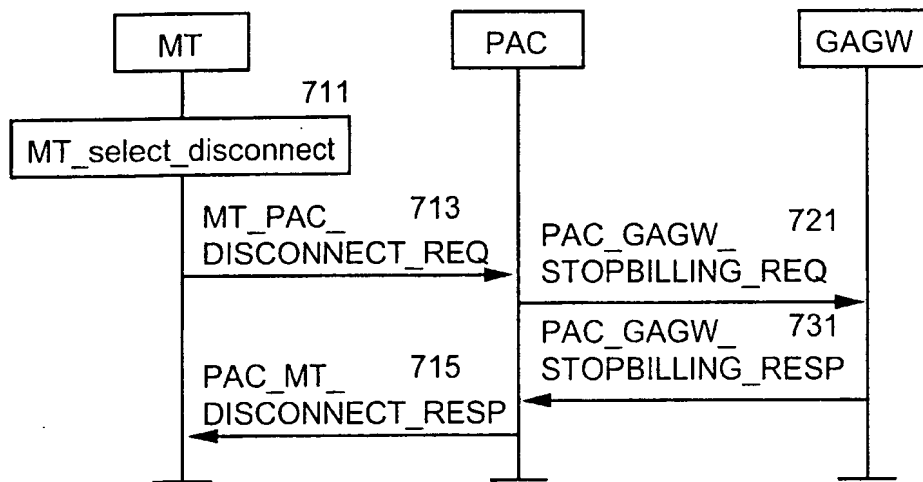 MT
PAC
GAGW
711
MT_select_disconnect
MT_PAC_ 713
DISCONNECT_REQ
PAC_GAGW_ 721
STOPBILLING_REQ
PAC_GAGW_ 731
STOPBILLING_RESP
PAC_MT_ 715
DISCONNECT_RESP